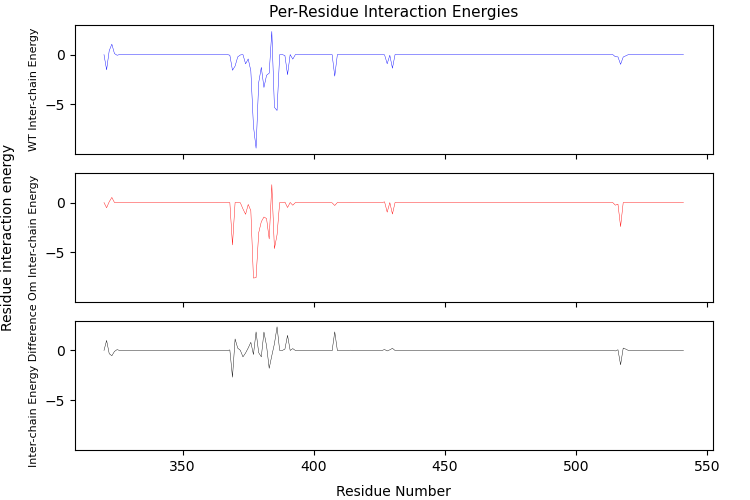 Per-Residue Interaction Energies
Residue interaction energy
WT Inter-chain Energy
0
−5
Om Inter-chain Energy
0
−5
Inter-chain Energy Difference
0
−5
350
400
450
500
550
Residue Number